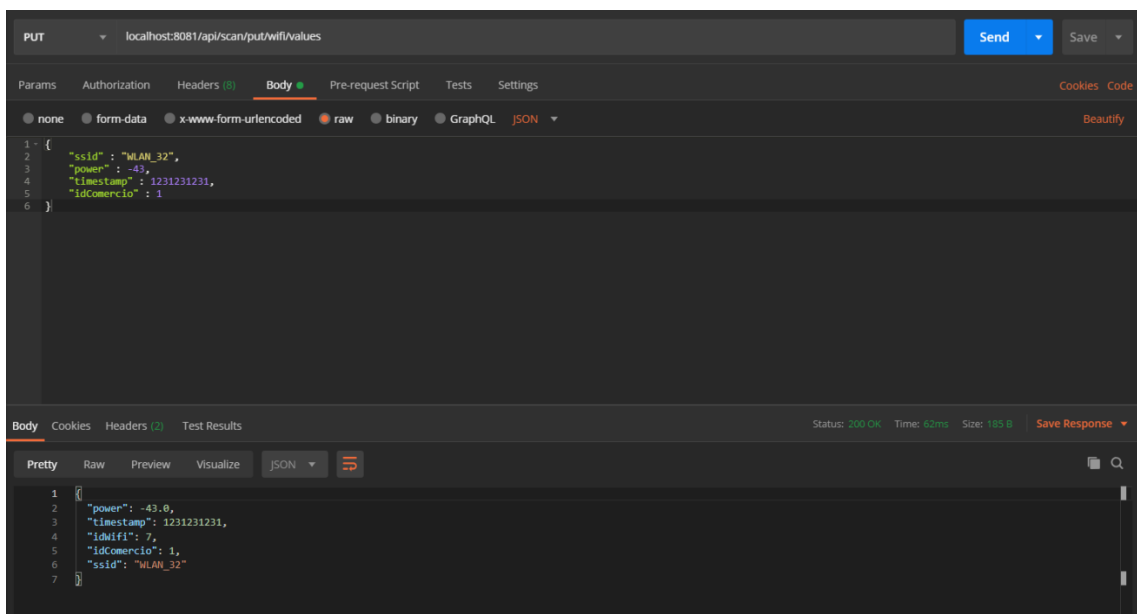 PUT localhost:8081/api/scan/put/wifi/values Send Save
Params Authorization Headers (8) Body Pre-request Script Tests Settings Cookies Code
none form-data x-www-form-urlencoded raw binary GraphQL JSON Beautify
1 {
2 "ssid" : "WLAN_32",
3 "power" : -43,
4 "timestamp" : 1231231231,
5 "idComercio" : 1
6 }
Body Cookies Headers (2) Test Results Status: 200 OK Time: 62ms Size: 185 B Save Response
Pretty Raw Preview Visualize JSON
1 {
2 "power": -43.0,
3 "timestamp": 1231231231,
4 "idWifi": 7,
5 "idComercio": 1,
6 "ssid": "WLAN_32"
7 }